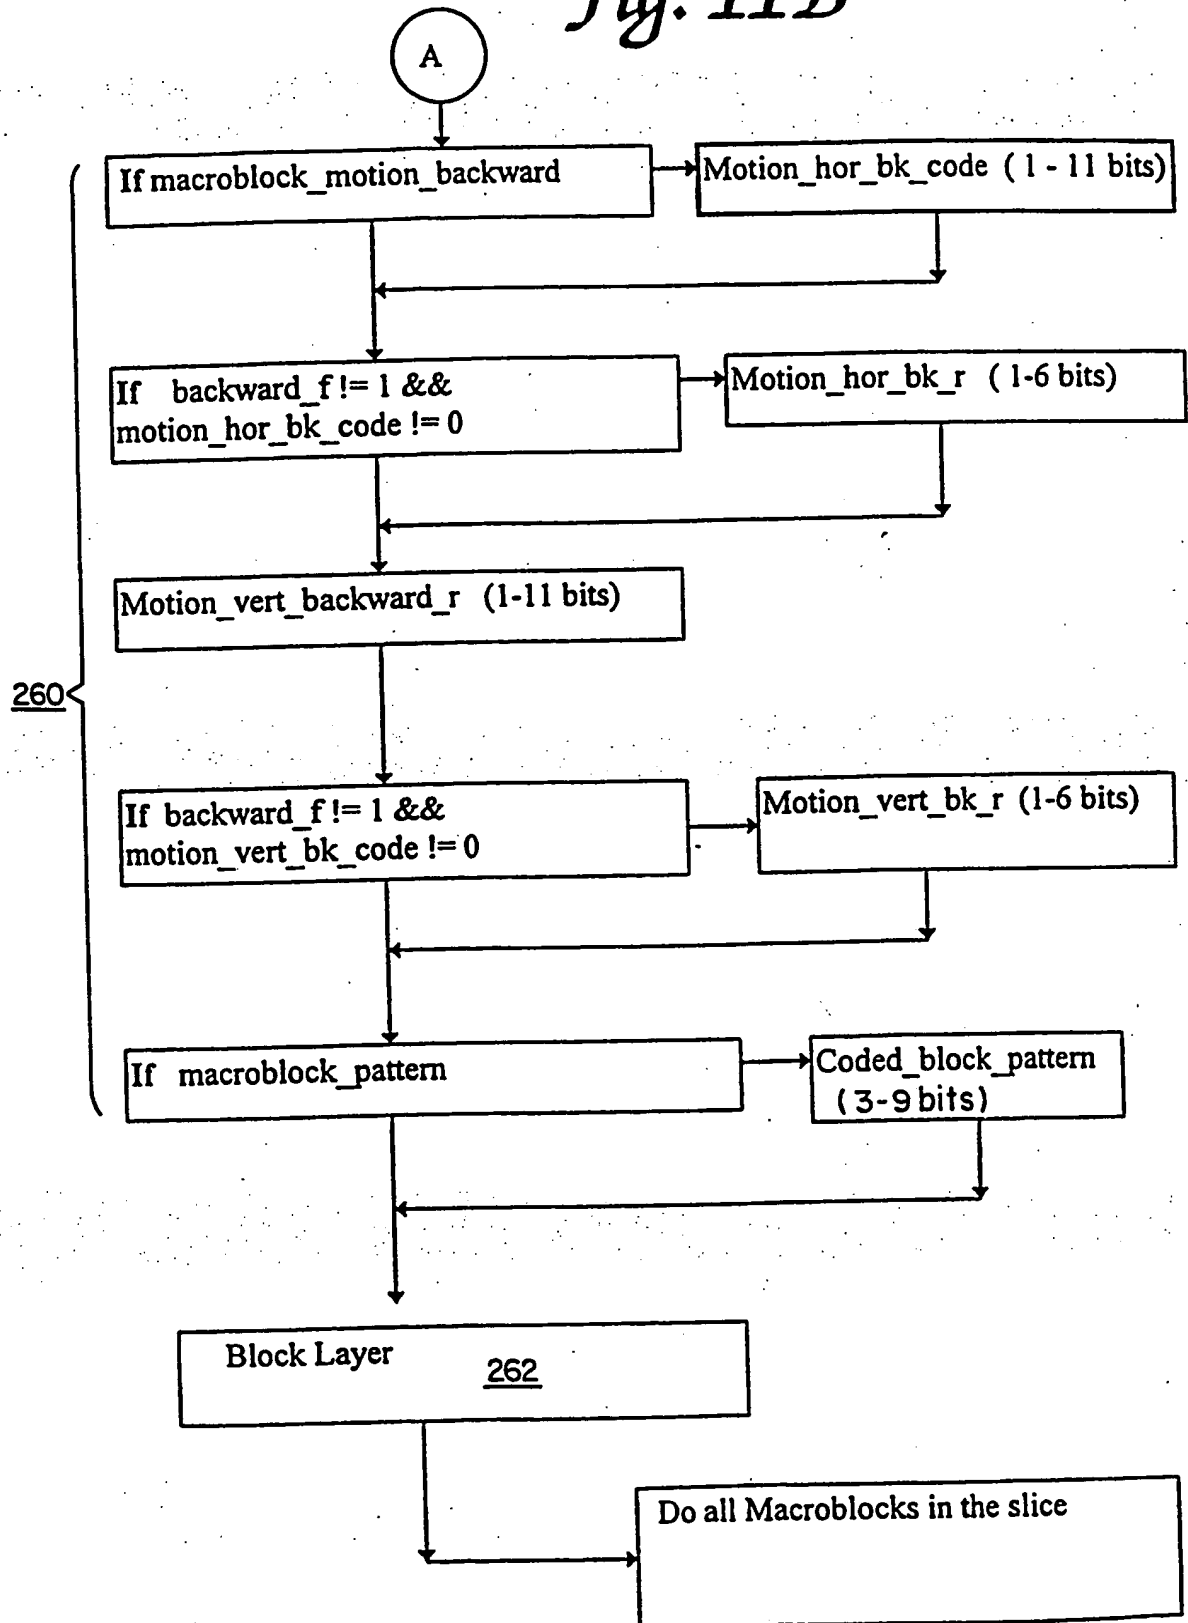 Fig. 11B
A
If macroblock_motion_backward
Motion_hor_bk_code ( 1 - 11 bits)
If backward_f != 1 &&
motion_hor_bk_code != 0
Motion_hor_bk_r ( 1-6 bits)
Motion_vert_backward_r (1-11 bits)
260
If backward_f != 1 &&
motion_vert_bk_code != 0
Motion_vert_bk_r (1-6 bits)
If macroblock_pattern
Coded_block_pattern
(3-9 bits)
Block Layer
262
Do all Macroblocks in the slice